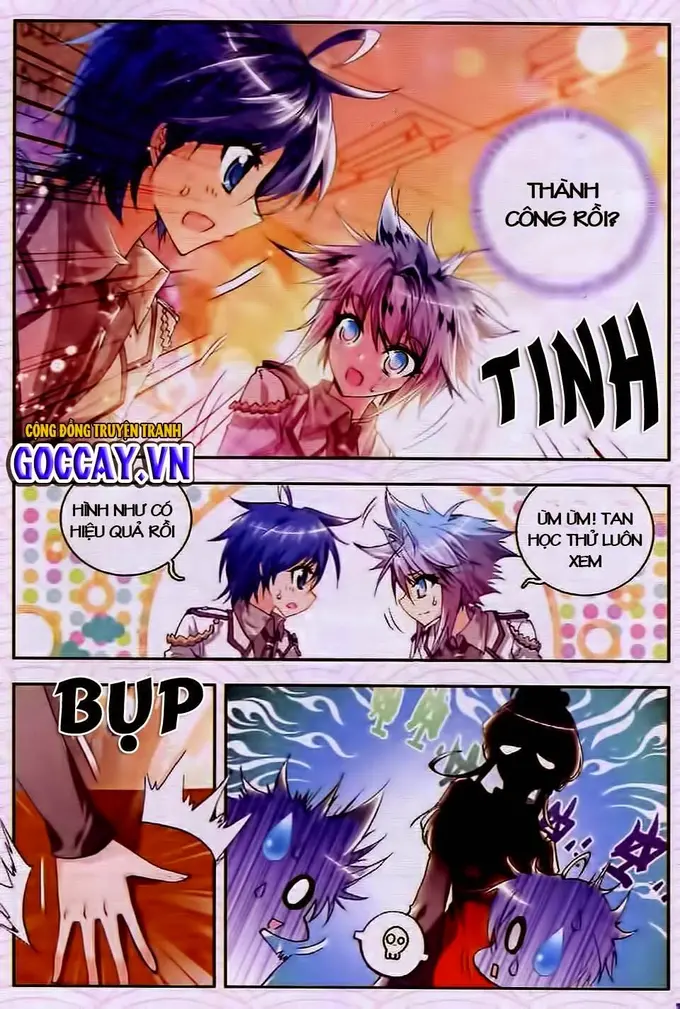 THÀNH
CÔNG RỒI?
TINH
CỘNG ĐỒNG TRUYỆN TRANH
GOCCAY.VN
HÌNH NHƯ CÓ
HIỆU QUẢ RỒI
ỪM ỪM! TAN
HỌC THỬ LUÔN
XEM
BỤP